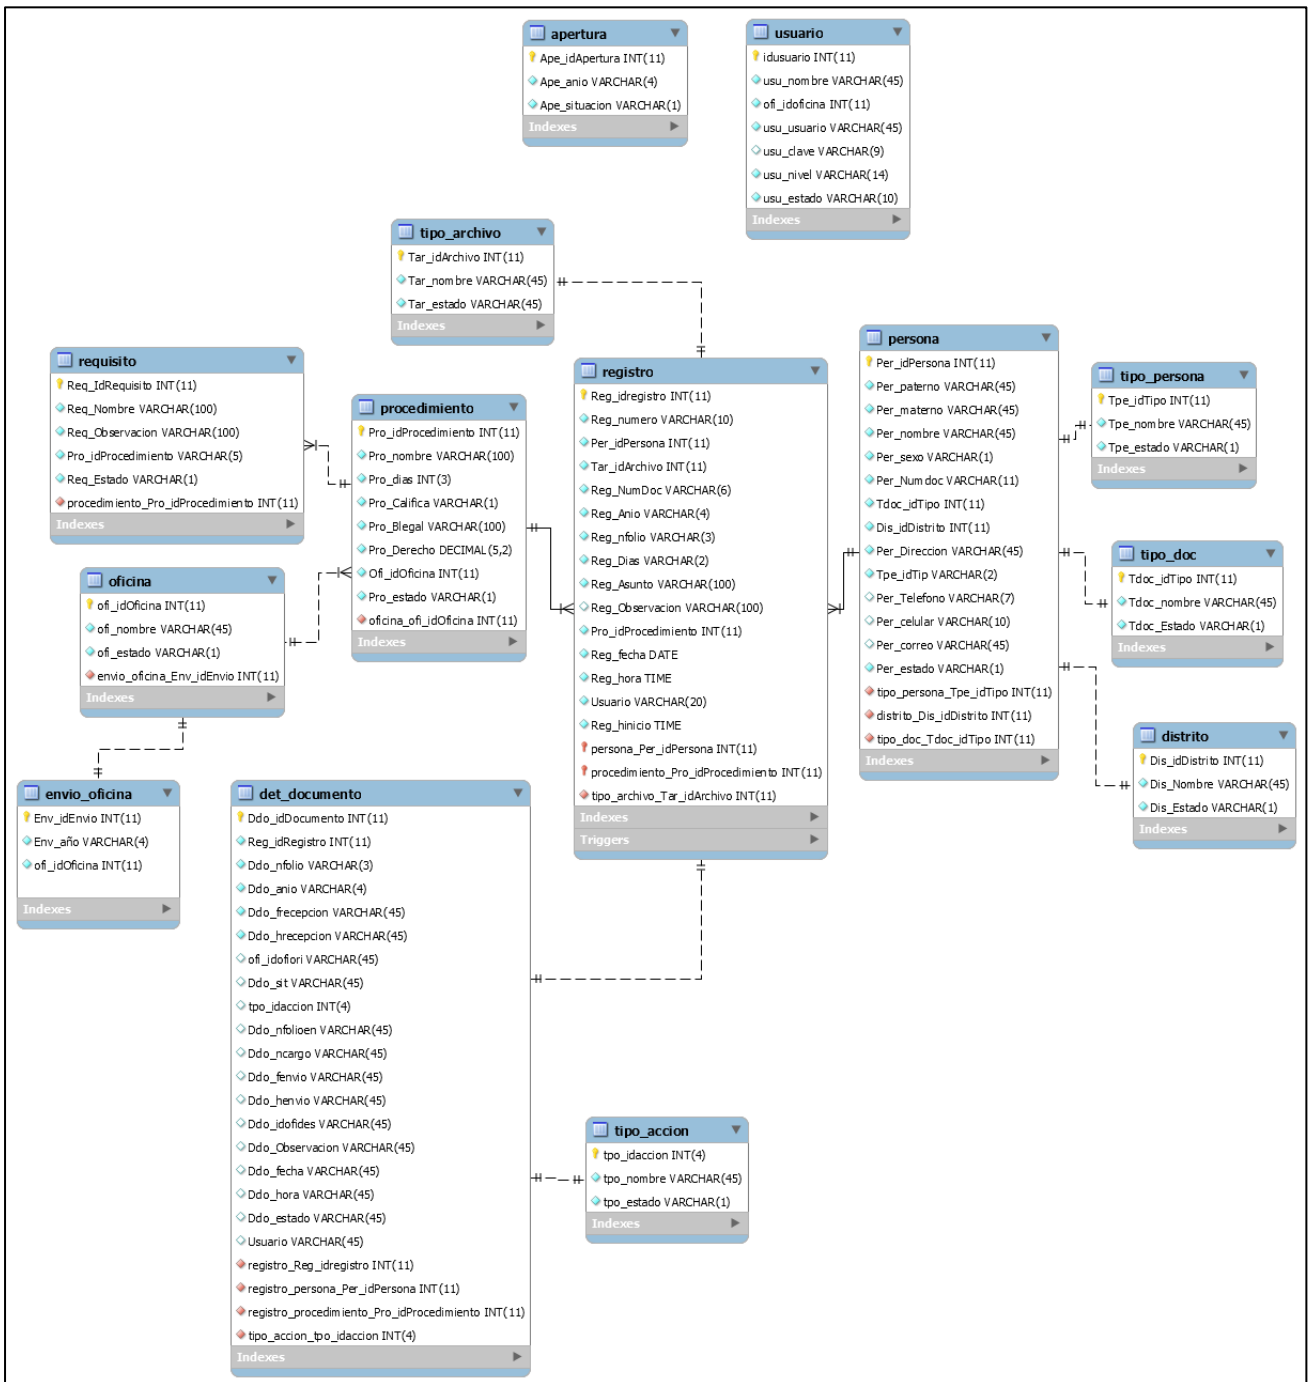 apertura
Ape_idApertura INT(11)
Ape_anio VARCHAR(4)
Ape_situacion VARCHAR(1)
Indexes
usuario
idusuario INT(11)
usu_nombre VARCHAR(45)
ofi_idoficina INT(11)
usu_usuario VARCHAR(45)
usu_clave VARCHAR(9)
usu_nivel VARCHAR(14)
usu_estado VARCHAR(10)
Indexes
tipo_archivo
Tar_idArchivo INT(11)
Tar_nombre VARCHAR(45)
Tar_estado VARCHAR(45)
Indexes
requisito
Req_IdRequisito INT(11)
Req_Nombre VARCHAR(100)
Req_Observacion VARCHAR(100)
Pro_idProcedimiento VARCHAR(5)
Req_Estado VARCHAR(1)
procedimiento_Pro_idProcedimiento INT(11)
Indexes
procedimiento
Pro_idProcedimiento INT(11)
Pro_nombre VARCHAR(100)
Pro_dias INT(3)
Pro_Califica VARCHAR(1)
Pro_Blegal VARCHAR(100)
Pro_Derecho DECIMAL(5,2)
Ofi_idOficina INT(11)
Pro_estado VARCHAR(1)
oficina_ofi_idOficina INT(11)
Indexes
registro
Reg_idregistro INT(11)
Reg_numero VARCHAR(10)
Per_idPersona INT(11)
Tar_idArchivo INT(11)
Reg_NumDoc VARCHAR(6)
Reg_Anio VARCHAR(4)
Reg_nfolio VARCHAR(3)
Reg_Dias VARCHAR(2)
Reg_Asunto VARCHAR(100)
Reg_Observacion VARCHAR(100)
Pro_idProcedimiento INT(11)
Reg_fecha DATE
Reg_hora TIME
Usuario VARCHAR(20)
Reg_hinicio TIME
persona_Per_idPersona INT(11)
procedimiento_Pro_idProcedimiento INT(11)
tipo_archivo_Tar_idArchivo INT(11)
Indexes
Triggers
persona
Per_idPersona INT(11)
Per_paterno VARCHAR(45)
Per_materno VARCHAR(45)
Per_nombre VARCHAR(45)
Per_sexo VARCHAR(1)
Per_Numdoc VARCHAR(11)
Tdoc_idTipo INT(11)
Dis_idDistrito INT(11)
Per_Direccion VARCHAR(45)
Tpe_idTip VARCHAR(2)
Per_Telefono VARCHAR(7)
Per_celular VARCHAR(10)
Per_correo VARCHAR(45)
Per_estado VARCHAR(1)
tipo_persona_Tpe_idTipo INT(11)
distrito_Dis_idDistrito INT(11)
tipo_doc_Tdoc_idTipo INT(11)
Indexes
tipo_persona
Tpe_idTipo INT(11)
Tpe_nombre VARCHAR(45)
Tpe_estado VARCHAR(1)
Indexes
tipo_doc
Tdoc_idTipo INT(11)
Tdoc_nombre VARCHAR(45)
Tdoc_Estado VARCHAR(1)
Indexes
distrito
Dis_idDistrito INT(11)
Dis_Nombre VARCHAR(45)
Dis_Estado VARCHAR(1)
Indexes
oficina
ofi_idOficina INT(11)
ofi_nombre VARCHAR(45)
ofi_estado VARCHAR(1)
envio_oficina_Env_idEnvio INT(11)
Indexes
envio_oficina
Env_idEnvio INT(11)
Env_año VARCHAR(4)
ofi_idOficina INT(11)
Indexes
det_documento
Ddo_idDocumento INT(11)
Reg_idRegistro INT(11)
Ddo_nfolio VARCHAR(3)
Ddo_anio VARCHAR(4)
Ddo_frecepcion VARCHAR(45)
Ddo_hrecepcion VARCHAR(45)
ofi_idofiori VARCHAR(45)
Ddo_sit VARCHAR(45)
tpo_idaccion INT(4)
Ddo_nfolioen VARCHAR(45)
Ddo_ncargo VARCHAR(45)
Ddo_fenvio VARCHAR(45)
Ddo_henvio VARCHAR(45)
Ddo_idofides VARCHAR(45)
Ddo_Observacion VARCHAR(45)
Ddo_fecha VARCHAR(45)
Ddo_hora VARCHAR(45)
Ddo_estado VARCHAR(45)
Usuario VARCHAR(45)
registro_Reg_idregistro INT(11)
registro_persona_Per_idPersona INT(11)
registro_procedimiento_Pro_idProcedimiento INT(11)
tipo_accion_tpo_idaccion INT(4)
Indexes
tipo_accion
tpo_idaccion INT(4)
tpo_nombre VARCHAR(45)
tpo_estado VARCHAR(1)
Indexes